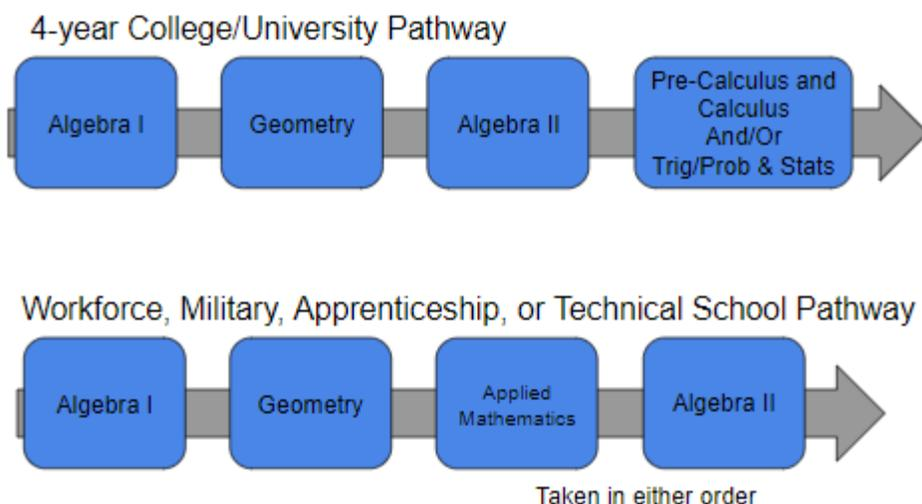 4-year College/University Pathway
Algebra I
Geometry
Algebra II
Pre-Calculus and
Calculus
And/Or
Trig/Prob & Stats
Workforce, Military, Apprenticeship, or Technical School Pathway
Algebra I
Geometry
Applied
Mathematics
Algebra II
Taken in either order